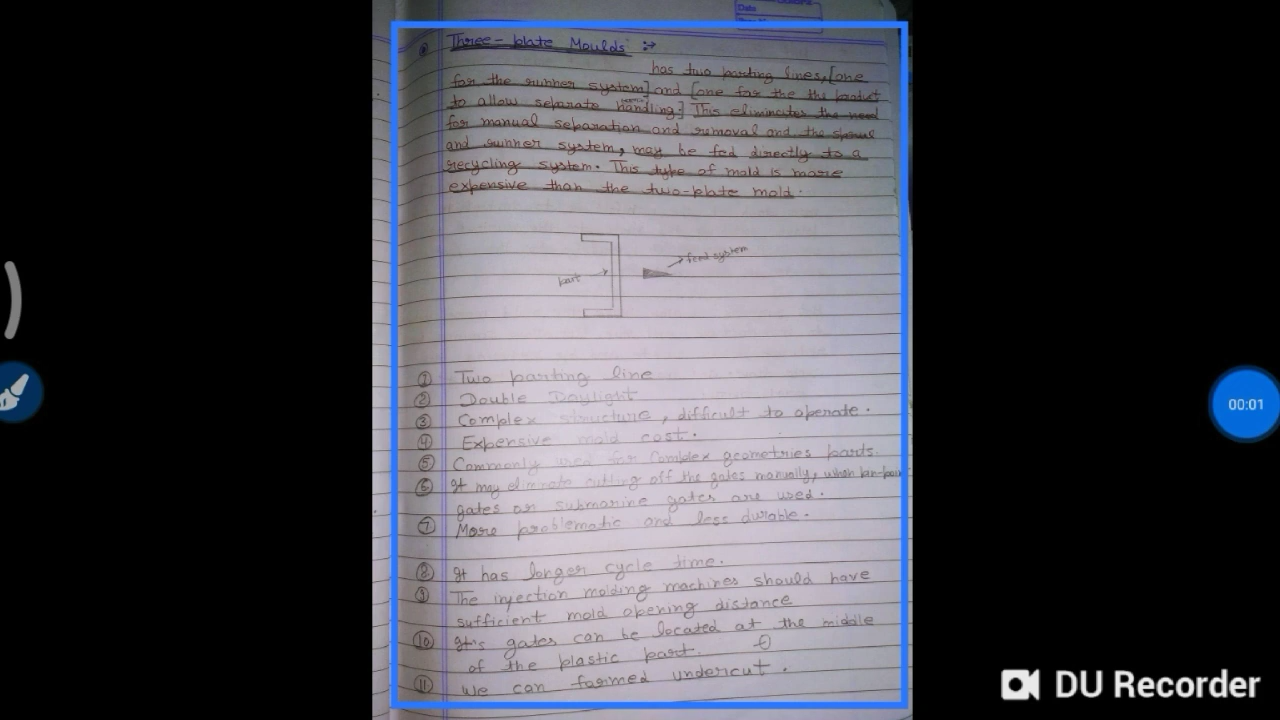 Date
Three-plate Moulds :→
has two parting lines, [one
for the runner system] and [one for the the product
to allow separate handling.] This eliminates the need
for manual separation and removal and the sprue
and runner system, may be fed directly to a
recycling system. This type of mold is more
expensive than the two-plate mold.
part
feed system
① Two parting line
② Double Daylight
③ Complex structure, difficult to operate.
④ Expensive mold cost.
⑤ Commonly used for Complex geometries parts.
⑥ It may eliminate cutting off the gates manually, when pin-point
gates or submarine gates are used.
⑦ More problematic and less durable.
⑧ It has longer cycle time.
⑨ The injection molding machines should have
sufficient mold opening distance
⑩ It's gates can be located at the middle
of the plastic part.
⑪ We can formed undercut.
00:01
DU Recorder